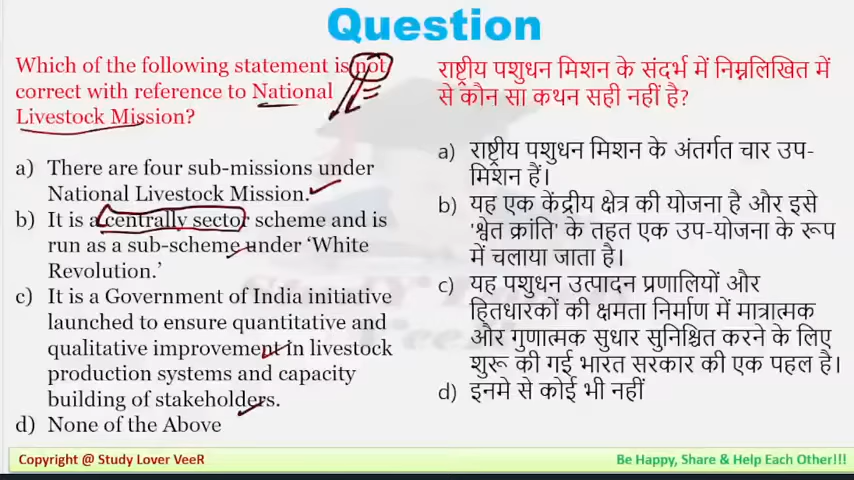 Question
Which of the following statement is not
correct with reference to National
Livestock Mission?
a) There are four sub-missions under
National Livestock Mission.
b) It is a centrally sector scheme and is
run as a sub-scheme under ‘White
Revolution.’
c) It is a Government of India initiative
launched to ensure quantitative and
qualitative improvement in livestock
production systems and capacity
building of stakeholders.
d) None of the Above
राष्ट्रीय पशुधन मिशन के संदर्भ में निम्नलिखित में
से कौन सा कथन सही नहीं है?
a) राष्ट्रीय पशुधन मिशन के अंतर्गत चार उप-
मिशन हैं।
b) यह एक केंद्रीय क्षेत्र की योजना है और इसे
'श्वेत क्रांति' के तहत एक उप-योजना के रूप
में चलाया जाता है।
c) यह पशुधन उत्पादन प्रणालियों और
हितधारकों की क्षमता निर्माण में मात्रात्मक
और गुणात्मक सुधार सुनिश्चित करने के लिए
शुरू की गई भारत सरकार की एक पहल है।
d) इनमे से कोई भी नहीं
Copyright @ Study Lover VeeR
Be Happy, Share & Help Each Other!!!